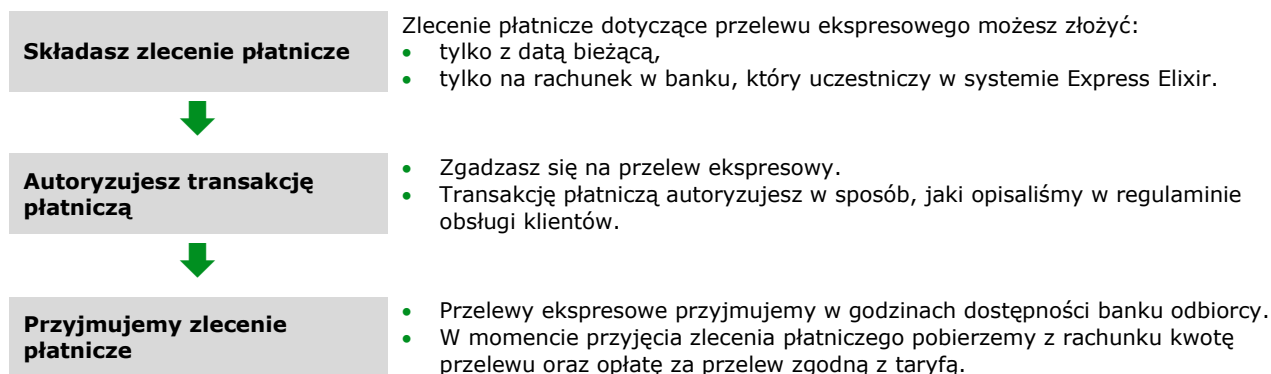 Składasz zlecenie płatnicze
Zlecenie płatnicze dotyczące przelewu ekspresowego możesz złożyć:
• tylko z datą bieżącą,
• tylko na rachunek w banku, który uczestniczy w systemie Express Elixir.
Autoryzujesz transakcję
płatniczą
• Zgadzasz się na przelew ekspresowy.
• Transakcję płatniczą autoryzujesz w sposób, jaki opisaliśmy w regulaminie
obsługi klientów.
Przyjmujemy zlecenie
płatnicze
• Przelewy ekspresowe przyjmujemy w godzinach dostępności banku odbiorcy.
• W momencie przyjęcia zlecenia płatniczego pobierzemy z rachunku kwotę
przelewu oraz opłatę za przelew zgodną z taryfą.